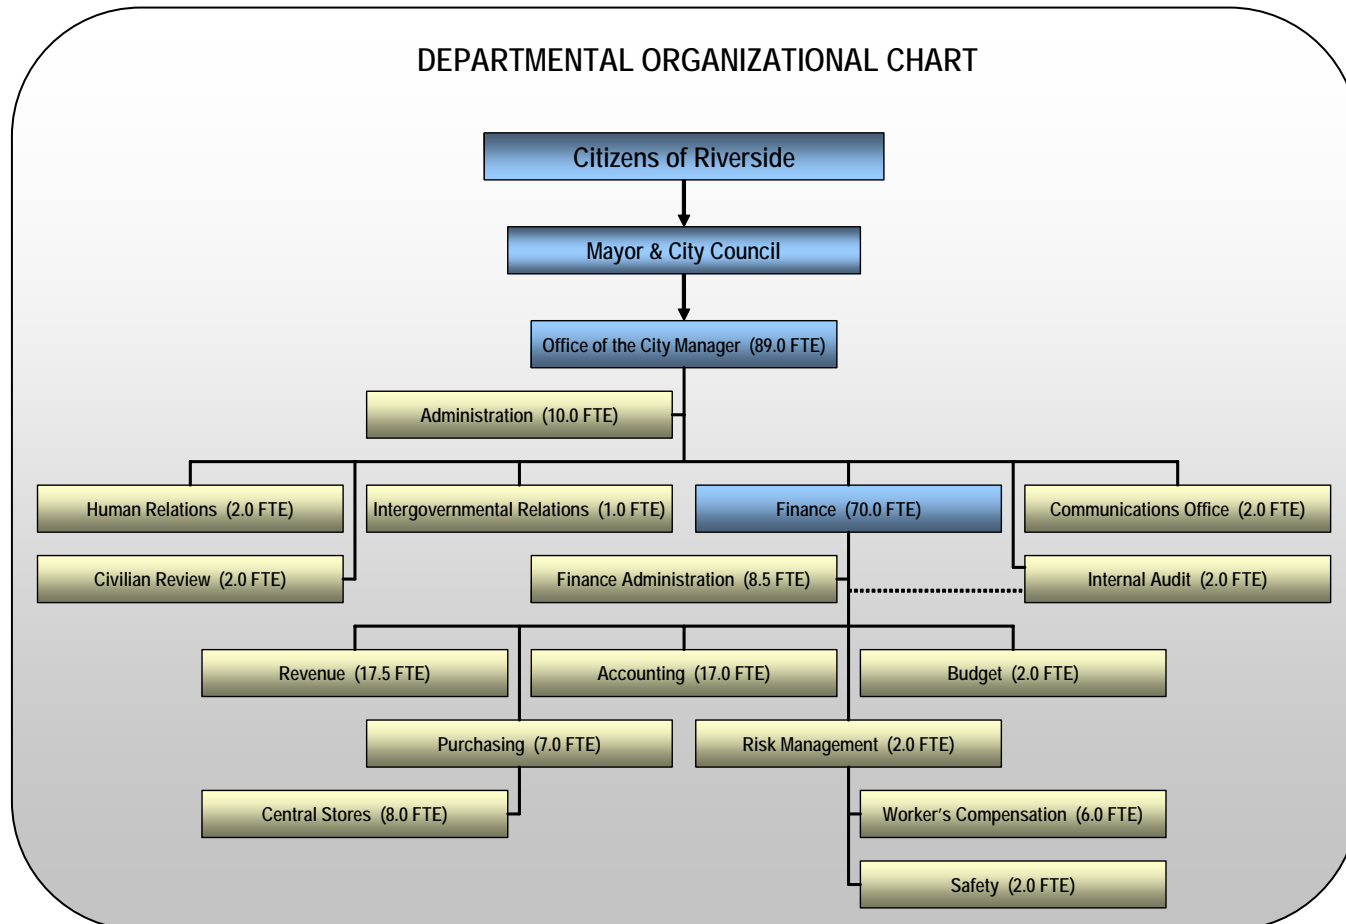 DEPARTMENTAL ORGANIZATIONAL CHART
Citizens of Riverside
Mayor & City Council
Office of the City Manager (89.0 FTE)
Administration (10.0 FTE)
Human Relations (2.0 FTE)
Intergovernmental Relations (1.0 FTE)
Finance (70.0 FTE)
Communications Office (2.0 FTE)
Civilian Review (2.0 FTE)
Finance Administration (8.5 FTE)
Internal Audit (2.0 FTE)
Revenue (17.5 FTE)
Accounting (17.0 FTE)
Budget (2.0 FTE)
Purchasing (7.0 FTE)
Risk Management (2.0 FTE)
Central Stores (8.0 FTE)
Worker’s Compensation (6.0 FTE)
Safety (2.0 FTE)